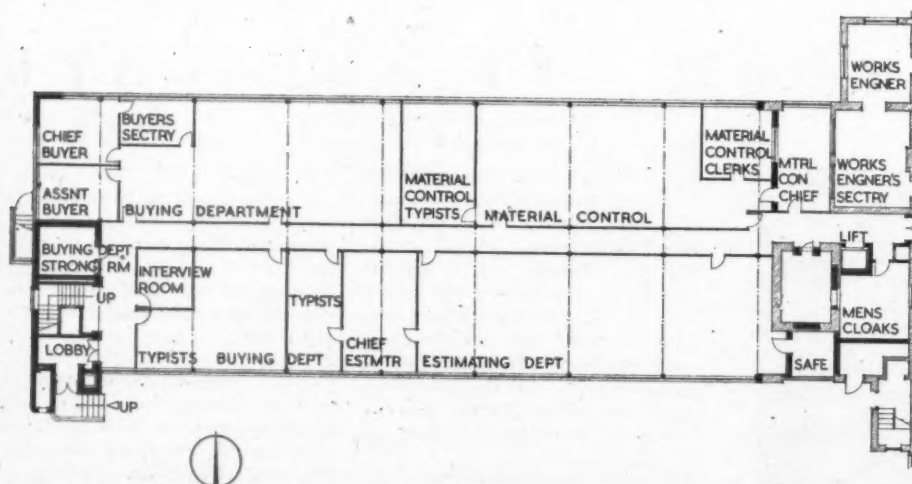 WORKS
ENGNER
CHIEF
BUYER
BUYERS
SECTRY
MATERIAL
CONTROL
CLERKS
MTRL
CON
CHIEF
WORKS
ENGNER'S
SECTRY
ASSNT
BUYER
MATERIAL
CONTROL
TYPISTS
BUYING DEPARTMENT
MATERIAL CONTROL
BUYING DEPT
STRONG RM
LIFT
INTERVIEW
ROOM
UP
TYPISTS
MENS
CLOAKS
LOBBY
TYPISTS BUYING DEPT
CHIEF
ESTMTR
ESTIMATING DEPT
SAFE
UP